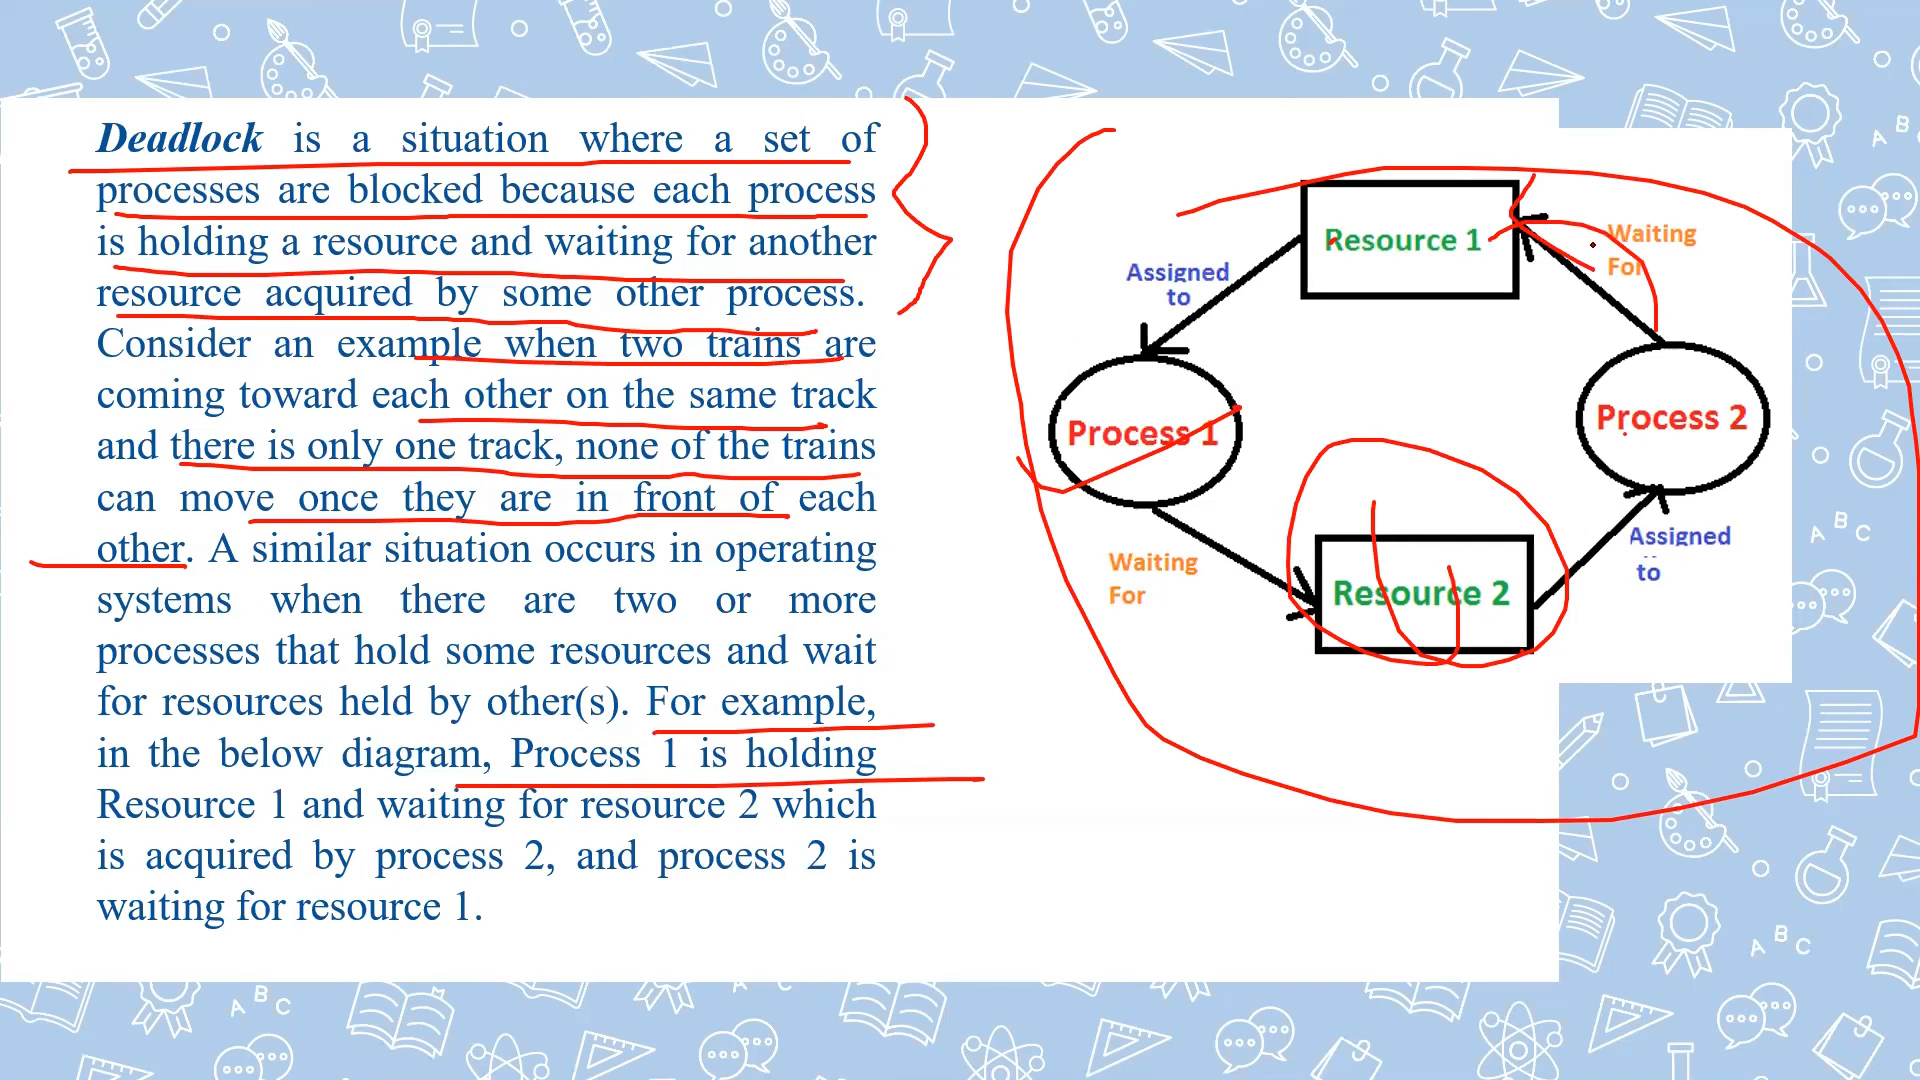 Deadlock is a situation where a set of
processes are blocked because each process
is holding a resource and waiting for another
resource acquired by some other process.
Consider an example when two trains are
coming toward each other on the same track
and there is only one track, none of the trains
can move once they are in front of each
other. A similar situation occurs in operating
systems when there are two or more
processes that hold some resources and wait
for resources held by other(s). For example,
in the below diagram, Process 1 is holding
Resource 1 and waiting for resource 2 which
is acquired by process 2, and process 2 is
waiting for resource 1.
Resource 1
Waiting
For
Assigned
to
Process 1
Process 2
Waiting
For
Resource 2
Assigned
to
A B C
A B C
A B C
A B C